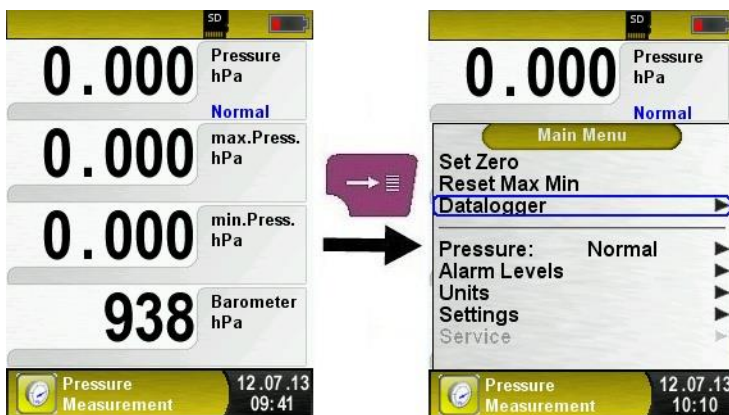 SD
0.000 Pressure
hPa
Normal
0.000 max.Press.
hPa
0.000 min.Press.
hPa
938 Barometer
hPa
Pressure
Measurement
12.07.13
09:41
SD
0.000 Pressure
hPa
Normal
Main Menu
Set Zero
Reset Max Min
Datalogger
Pressure: Normal
Alarm Levels
Units
Settings
Service
Pressure
Measurement
12.07.13
10:10